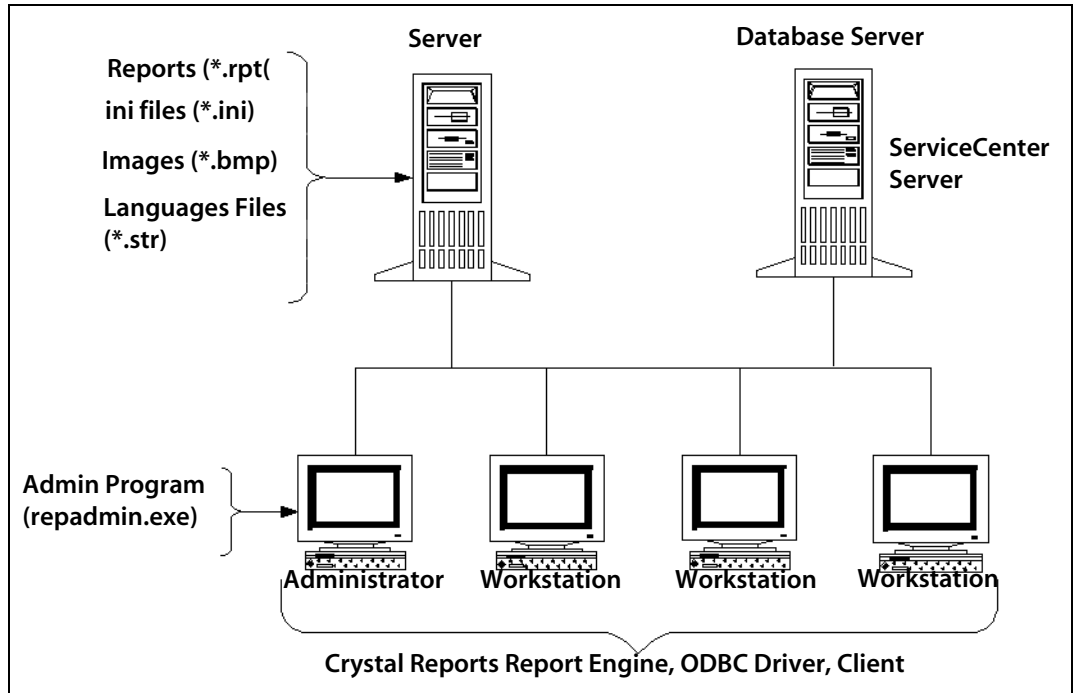 Server
Database Server
Reports (*.rpt(
ini files (*.ini)
Images (*.bmp)
Languages Files
(*.str)
ServiceCenter
Server
Admin Program
(repadmin.exe)
Administrator
Workstation
Workstation
Workstation
Crystal Reports Report Engine, ODBC Driver, Client